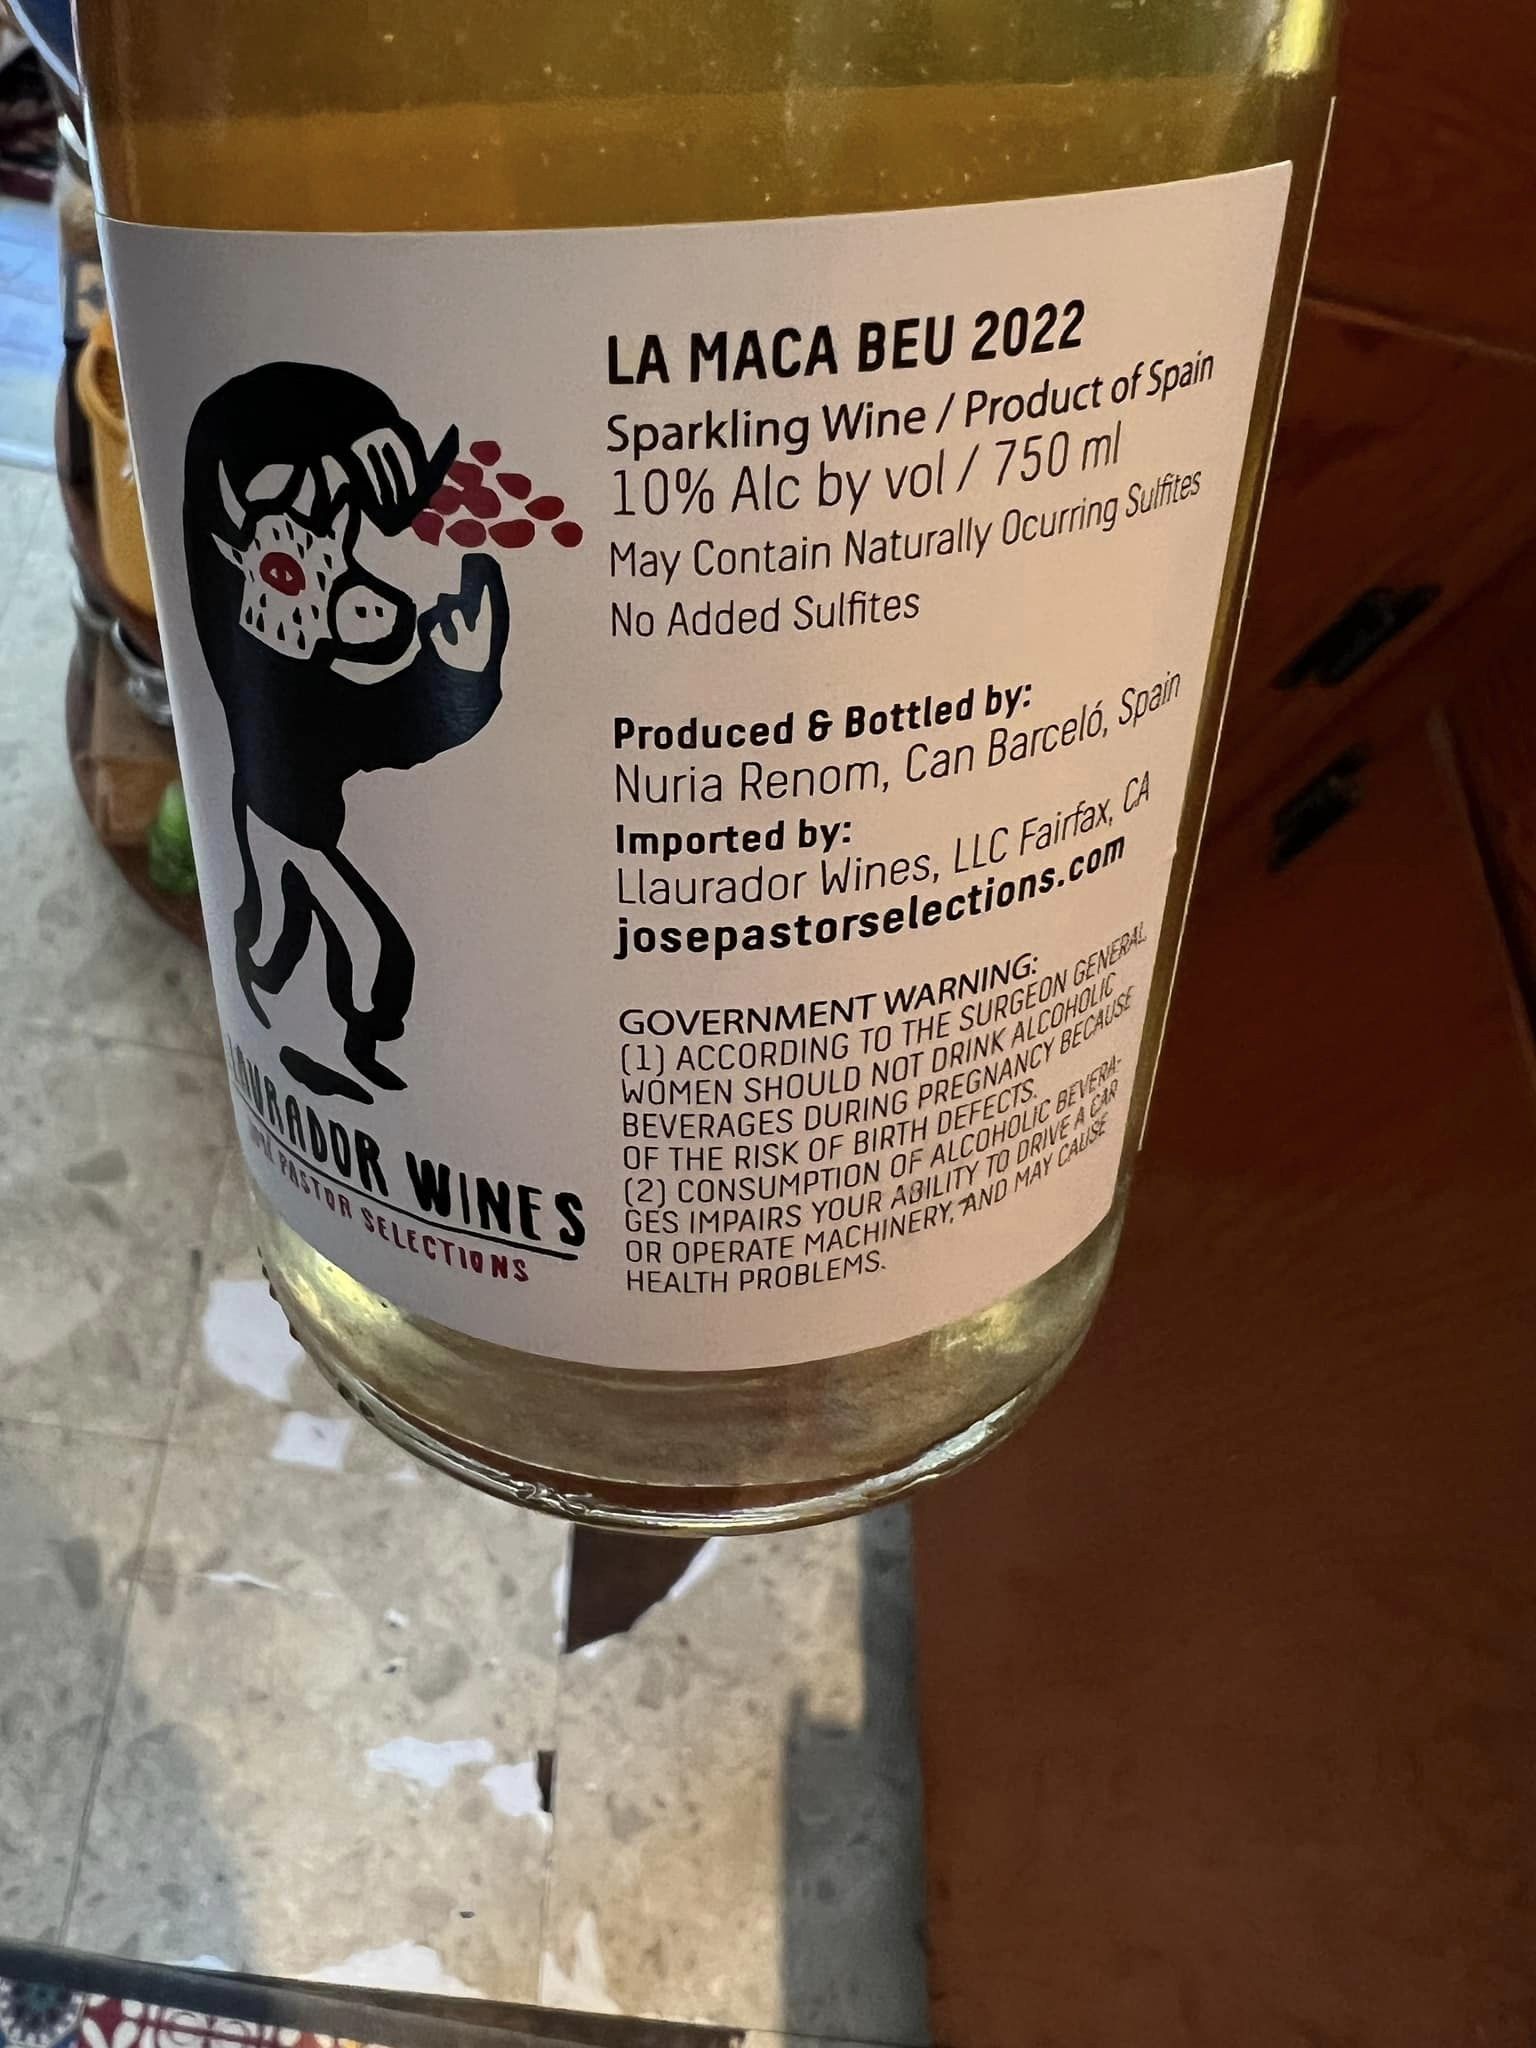 LA MACA BEU 2022
Sparkling Wine / Product of Spain
10% Alc by vol / 750 ml
May Contain Naturally Ocurring Sulfites
No Added Sulfites
Produced & Bottled by:
Nuria Renom, Can Barceló, Spain
Imported by:
Llaurador Wines, LLC Fairfax, CA
josepastorselections.com
GOVERNMENT WARNING:
(1) ACCORDING TO THE SURGEON GENERAL
WOMEN SHOULD NOT DRINK ALCOHOLIC
BEVERAGES DURING PREGNANCY BECAUSE
OF THE RISK OF BIRTH DEFECTS.
(2) CONSUMPTION OF ALCOHOLIC BEVERA-
GES IMPAIRS YOUR ABILITY TO DRIVE A CAR
OR OPERATE MACHINERY, AND MAY CAUSE
HEALTH PROBLEMS.
LAURADOR WINES
PASTOR SELECTIONS